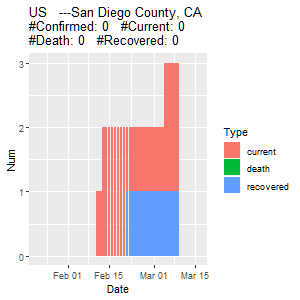 US ---San Diego County, CA
#Confirmed: 0 #Current: 0
#Death: 0 #Recovered: 0
Num
3
2
1
0
Feb 01 Feb 15 Mar 01 Mar 15
Date
Type
current
death
recovered